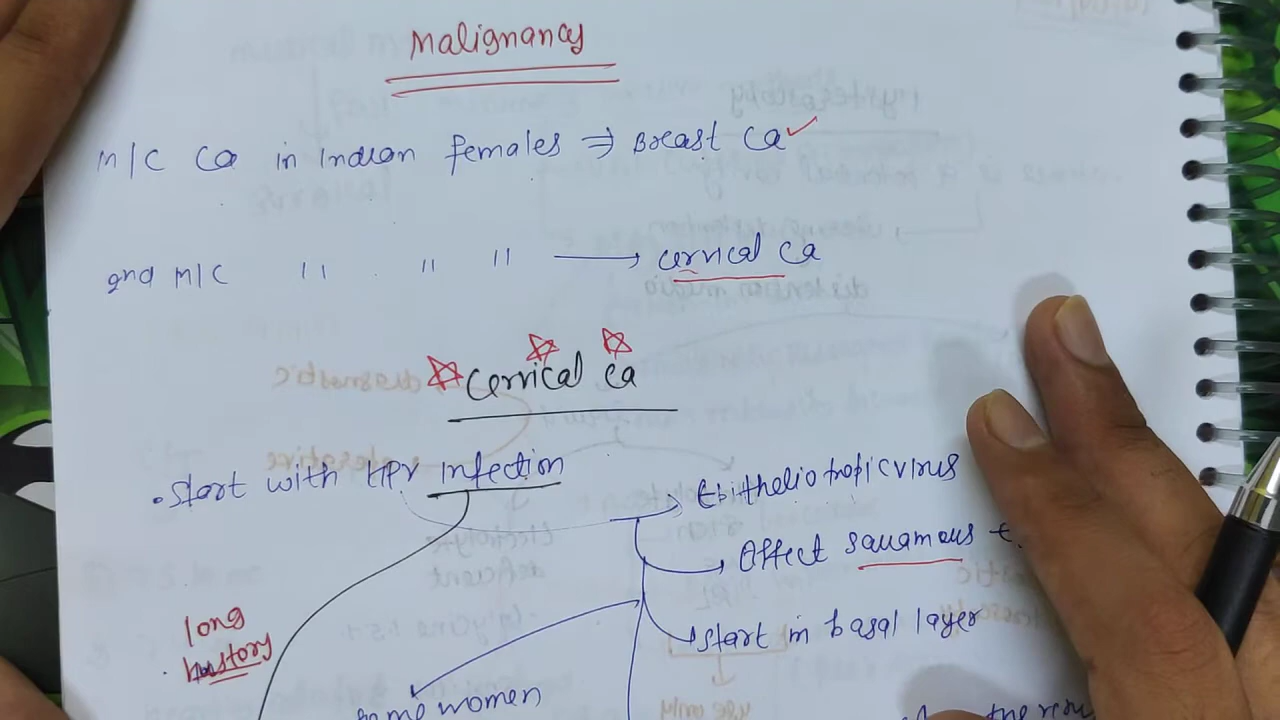 Malignancy
M/C Ca in Indian females ⇒ Breast Ca ✓
2nd M/C " " " → cervical Ca
☆ Cervical ☆ ca ☆
• Start with HPV infection
→ Epitheliotropic virus
→ Affect squamous
→ Start in basal layer
long
history
some women
the